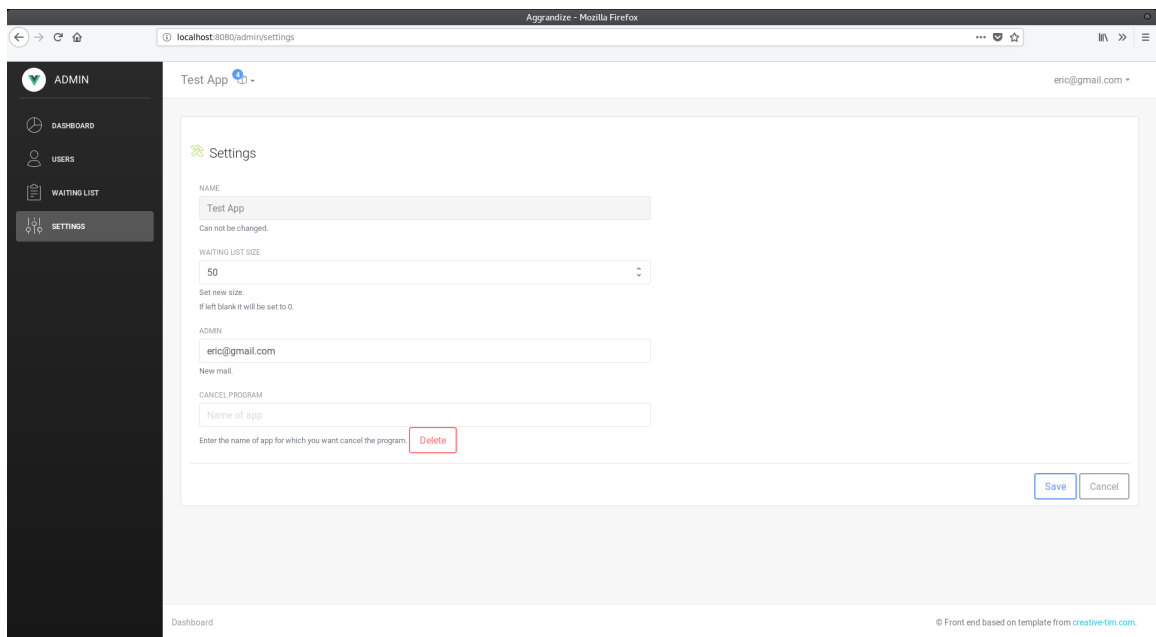 Aggrandize - Mozilla Firefox
localhost:8080/admin/settings
ADMIN
Test App 4
eric@gmail.com
DASHBOARD
USERS
WAITING LIST
SETTINGS
Settings
NAME
Test App
Can not be changed.
WAITING LIST SIZE
50
Set new size.
If left blank it will be set to 0.
ADMIN
eric@gmail.com
New mail.
CANCEL PROGRAM
Name of app
Enter the name of app for which you want cancel the program. Delete
Save Cancel
Dashboard
© Front end based on template from creative-tim.com.